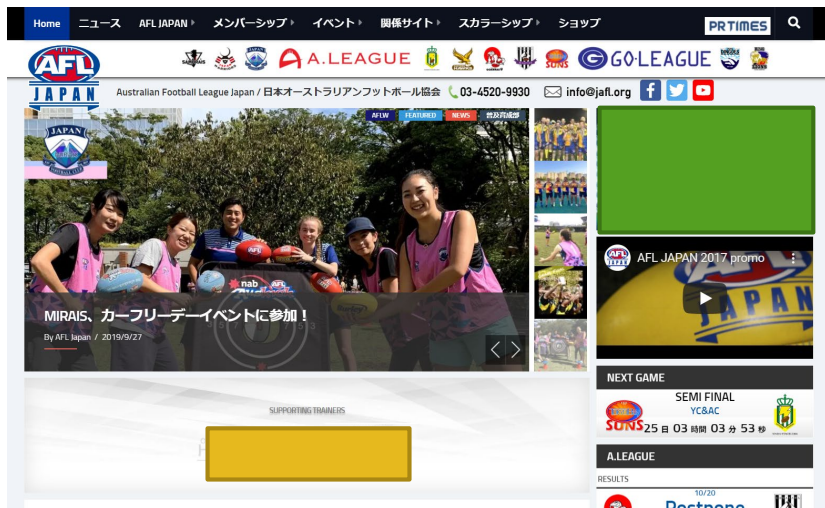 Home ニュース AFL JAPAN メンバーシップ イベント 関係サイト スカラーシップ ショップ PR TIMES
A.LEAGUE GO·LEAGUE
AFL
JAPAN
Australian Football League Japan / 日本オーストラリアンフットボール協会 03-4520-9930 info@jafl.org
AFLW FEATURED NEWS 普及育成部
JAPAN
MIRAIS、カーフリーデーイベントに参加！
By AFL Japan / 2019/9/27
nab
AFL
SUPPORTING TRAINERS
AFL JAPAN 2017 promo
JAPAN
NEXT GAME
SEMI FINAL
YC&AC
SUNS
25 日 03 時間 03 分 53 秒
A.LEAGUE
RESULTS
10/20
Postpone